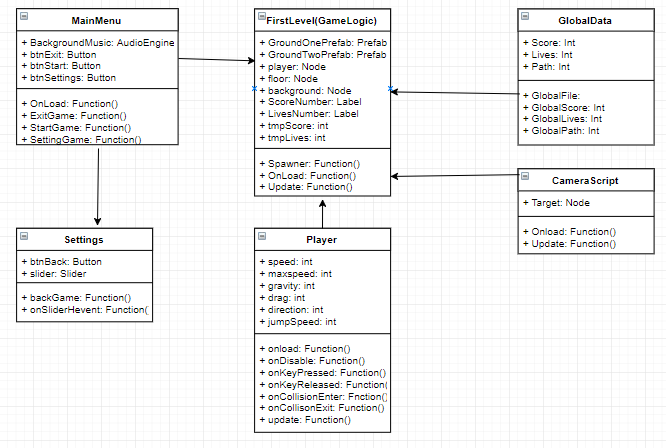 MainMenu
+ BackgroundMusic: AudioEngine
+ btnExit: Button
+ btnStart: Button
+ btnSettings: Button
+ OnLoad: Function()
+ ExitGame: Function()
+ StartGame: Function()
+ SettingGame: Function()
FirstLevel(GameLogic)
+ GroundOnePrefab: Prefab
+ GroundTwoPrefab: Prefab
+ player: Node
+ floor: Node
+ background: Node
+ ScoreNumber: Label
+ LivesNumber: Label
+ tmpScore: int
+ tmpLives: int
+ Spawner: Function()
+ OnLoad: Function()
+ Update: Function()
GlobalData
+ Score: Int
+ Lives: Int
+ Path: Int
+ GlobalFile:
+ GlobalScore: Int
+ GlobalLives: Int
+ GlobalPath: Int
CameraScript
+ Target: Node
+ Onload: Function()
+ Update: Function()
Settings
+ btnBack: Button
+ slider: Slider
+ backGame: Function()
+ onSliderHevent: Function(
Player
+ speed: int
+ maxspeed: int
+ gravity: int
+ drag: int
+ direction: int
+ jumpSpeed: int
+ onload: Function()
+ onDisable: Function()
+ onKeyPressed: Function()
+ onKeyReleased: Function(
+ onCollisionEnter: Fnction()
+ onCollisonExit: Function()
+ update: Function()